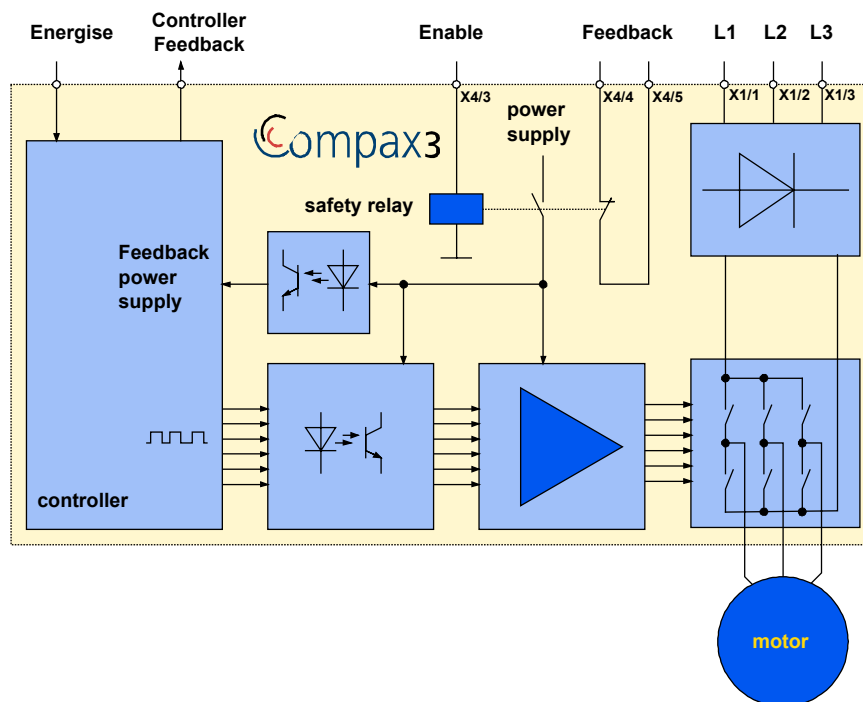 Energise
Controller
Feedback
Enable
Feedback
L1
L2
L3
X4/3
X4/4
X4/5
X1/1
X1/2
X1/3
power
supply
Compax3
safety relay
Feedback
power
supply
controller
motor